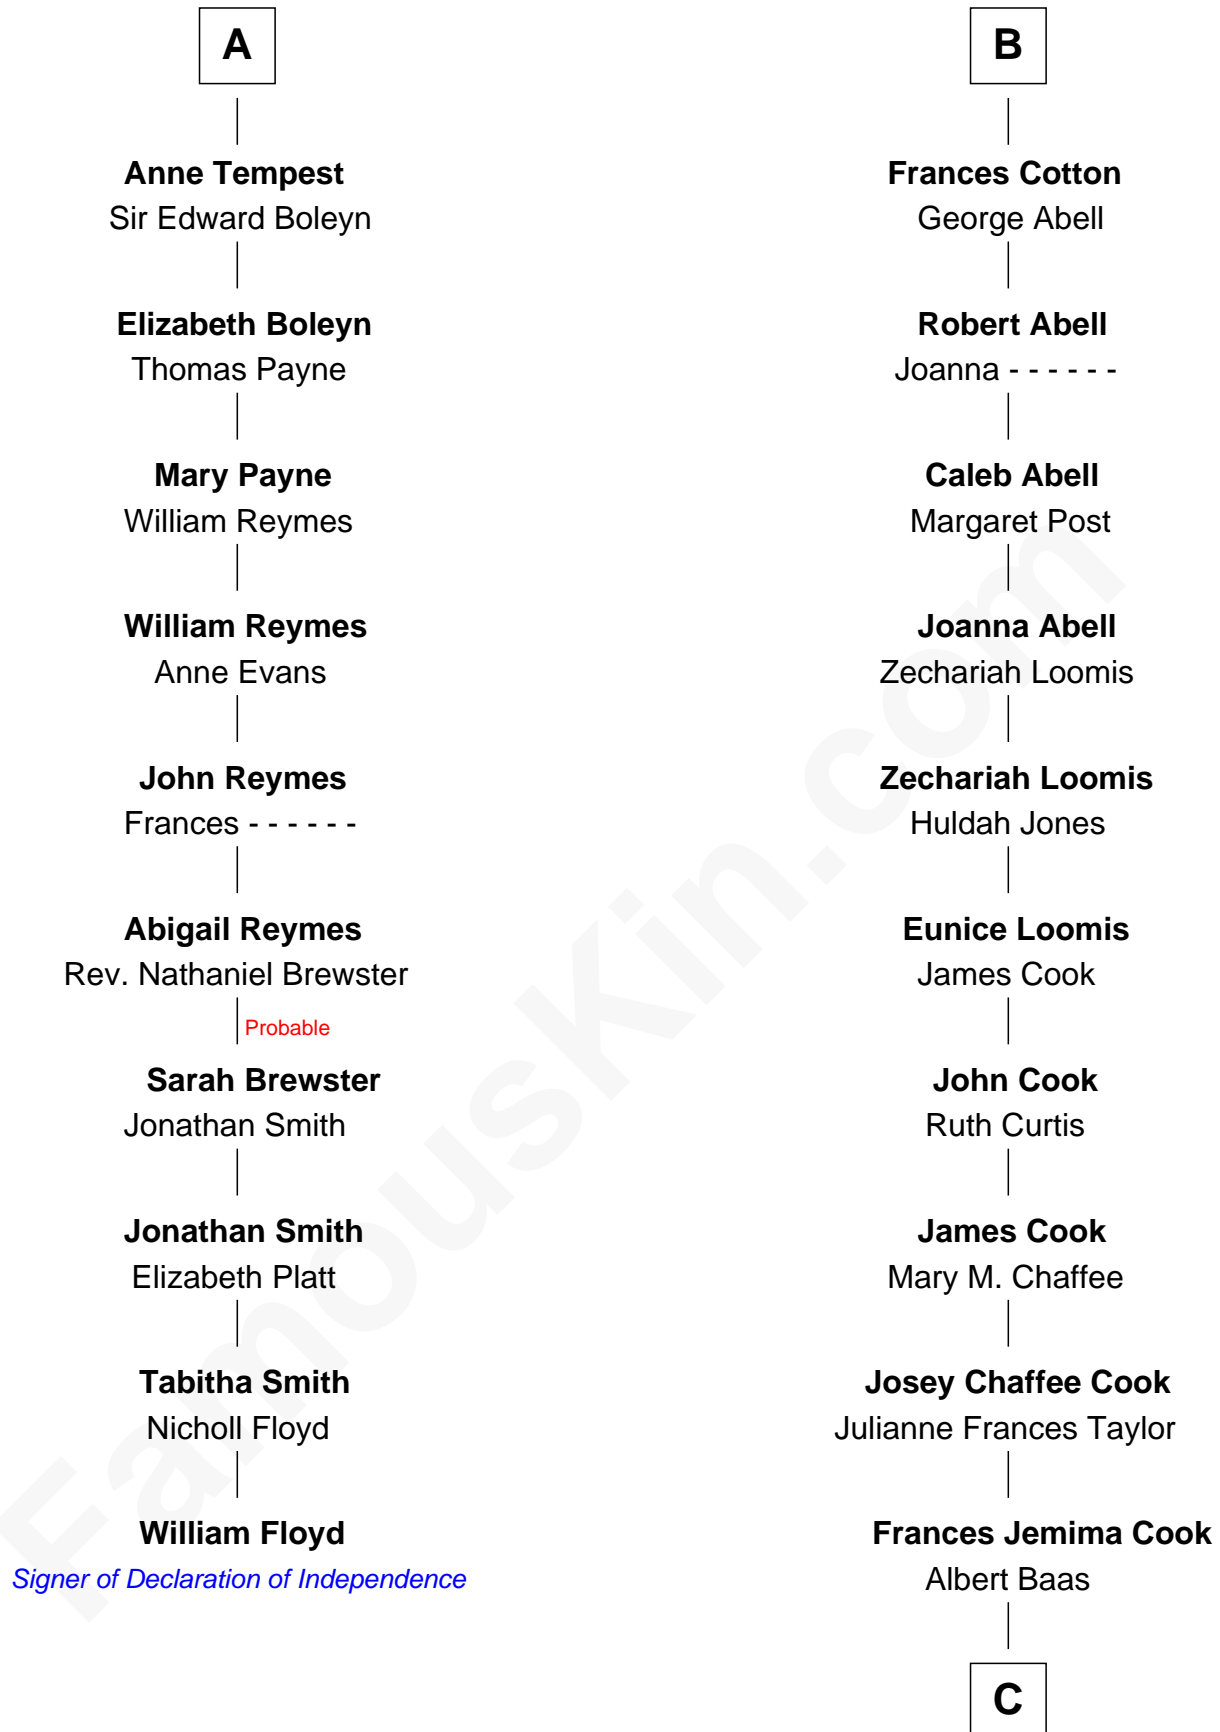 A
Anne Tempest
Sir Edward Boleyn
Elizabeth Boleyn
Thomas Payne
Mary Payne
William Reymes
William Reymes
Anne Evans
John Reymes
Frances - - - - - -
Abigail Reymes
Rev. Nathaniel Brewster
Probable
Sarah Brewster
Jonathan Smith
Jonathan Smith
Elizabeth Platt
Tabitha Smith
Nicholl Floyd
William Floyd
Signer of Declaration of Independence
B
Frances Cotton
George Abell
Robert Abell
Joanna - - - - - -
Caleb Abell
Margaret Post
Joanna Abell
Zechariah Loomis
Zechariah Loomis
Huldah Jones
Eunice Loomis
James Cook
John Cook
Ruth Curtis
James Cook
Mary M. Chaffee
Josey Chaffee Cook
Julianne Frances Taylor
Frances Jemima Cook
Albert Baas
C
FamousKin.com